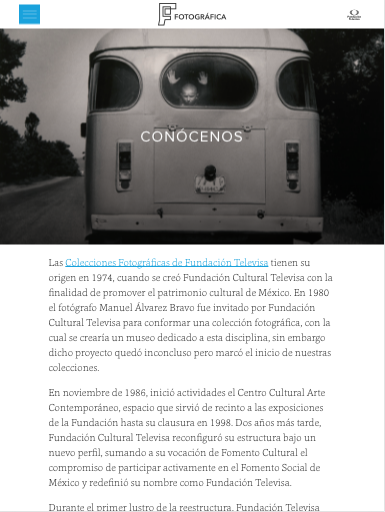 FOTOGRÁFICA
CONÓCENOS
Las Colecciones Fotográficas de Fundación Televisa tienen su
origen en 1974, cuando se creó Fundación Cultural Televisa con la
finalidad de promover el patrimonio cultural de México. En 1980
el fotógrafo Manuel Álvarez Bravo fue invitado por Fundación
Cultural Televisa para conformar una colección fotográfica, con la
cual se crearía un museo dedicado a esta disciplina, sin embargo
dicho proyecto quedó inconcluso pero marcó el inicio de nuestras
colecciones.
En noviembre de 1986, inició actividades el Centro Cultural Arte
Contemporáneo, espacio que sirvió de recinto a las exposiciones
de la Fundación hasta su clausura en 1998. Dos años más tarde,
Fundación Cultural Televisa reconfiguró su estructura bajo un
nuevo perfil, sumando a su vocación de Fomento Cultural el
compromiso de participar activamente en el Fomento Social de
México y redefinió su nombre como Fundación Televisa.
Durante el primer lustro de la reestructura, Fundación Televisa